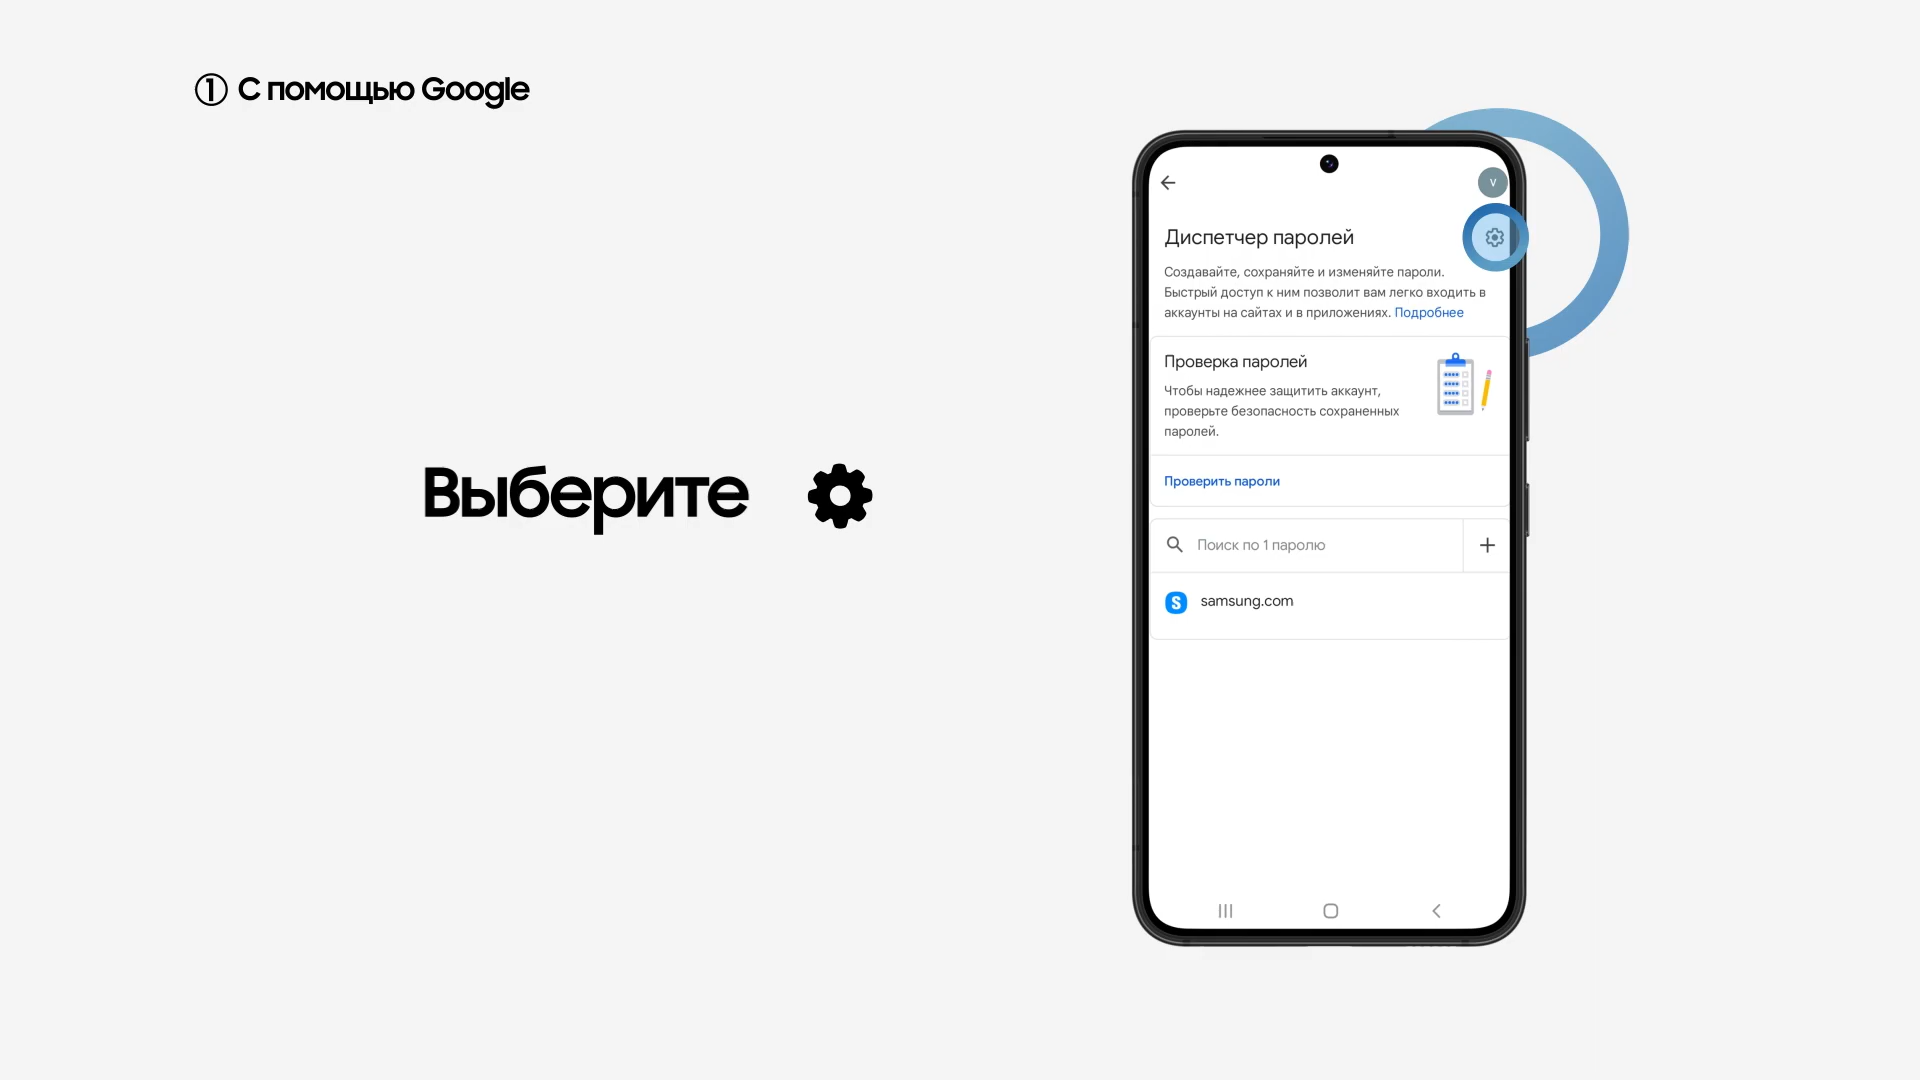 ① С помощью Google
Выберите
V
Диспетчер паролей
Создавайте, сохраняйте и изменяйте пароли.
Быстрый доступ к ним позволит вам легко входить в
аккаунты на сайтах и в приложениях. Подробнее
Проверка паролей
Чтобы надежнее защитить аккаунт,
проверьте безопасность сохраненных
паролей.
Проверить пароли
Поиск по 1 паролю
S samsung.com